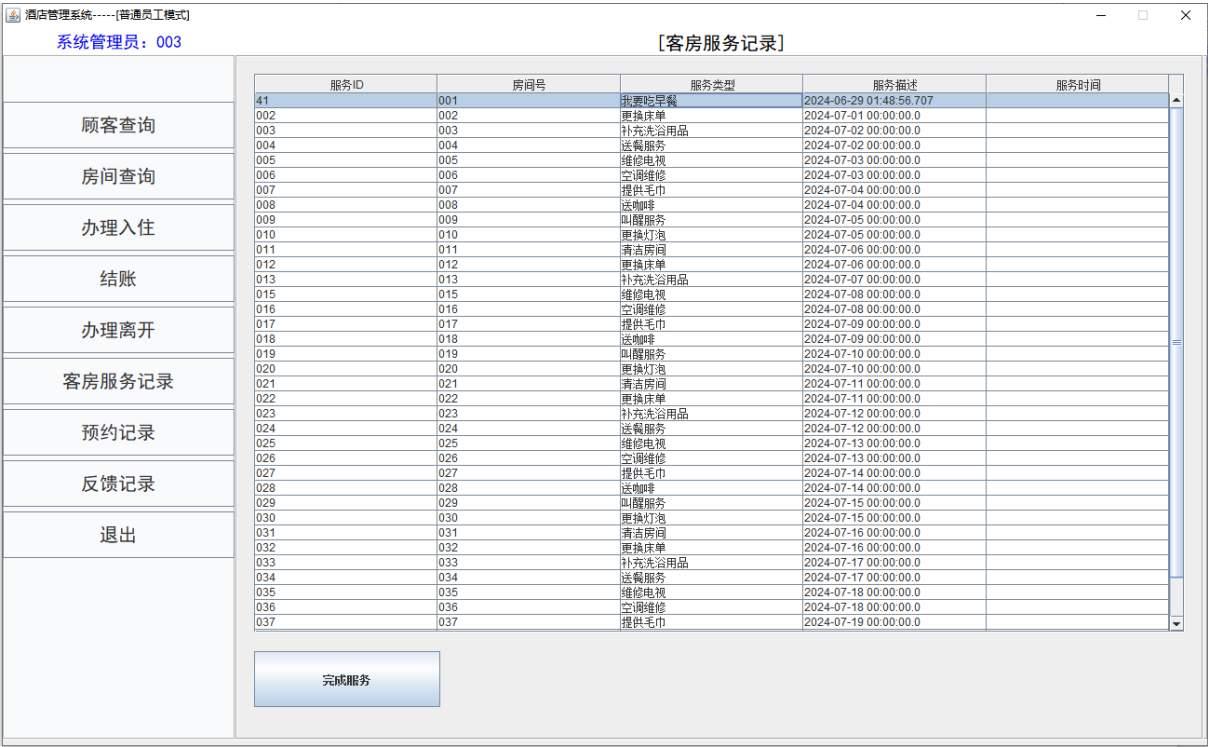 酒店管理系统-----[普通员工模式]
系统管理员：003
[客房服务记录]
顾客查询
房间查询
办理入住
结账
办理离开
客房服务记录
预约记录
反馈记录
退出
服务ID 房间号 服务类型 服务描述 服务时间
41 001 我要吃早餐 2024-06-29 01:48:56.707
002 002 更换床单 2024-07-01 00:00:00.0
003 003 补充洗浴用品 2024-07-02 00:00:00.0
004 004 送餐服务 2024-07-02 00:00:00.0
005 005 维修电视 2024-07-03 00:00:00.0
006 006 空调维修 2024-07-03 00:00:00.0
007 007 提供毛巾 2024-07-04 00:00:00.0
008 008 送咖啡 2024-07-04 00:00:00.0
009 009 叫醒服务 2024-07-05 00:00:00.0
010 010 更换灯泡 2024-07-05 00:00:00.0
011 011 清洁房间 2024-07-06 00:00:00.0
012 012 更换床单 2024-07-06 00:00:00.0
013 013 补充洗浴用品 2024-07-07 00:00:00.0
015 015 维修电视 2024-07-08 00:00:00.0
016 016 空调维修 2024-07-08 00:00:00.0
017 017 提供毛巾 2024-07-09 00:00:00.0
018 018 送咖啡 2024-07-09 00:00:00.0
019 019 叫醒服务 2024-07-10 00:00:00.0
020 020 更换灯泡 2024-07-10 00:00:00.0
021 021 清洁房间 2024-07-11 00:00:00.0
022 022 更换床单 2024-07-11 00:00:00.0
023 023 补充洗浴用品 2024-07-12 00:00:00.0
024 024 送餐服务 2024-07-12 00:00:00.0
025 025 维修电视 2024-07-13 00:00:00.0
026 026 空调维修 2024-07-13 00:00:00.0
027 027 提供毛巾 2024-07-14 00:00:00.0
028 028 送咖啡 2024-07-14 00:00:00.0
029 029 叫醒服务 2024-07-15 00:00:00.0
030 030 更换灯泡 2024-07-15 00:00:00.0
031 031 清洁房间 2024-07-16 00:00:00.0
032 032 更换床单 2024-07-16 00:00:00.0
033 033 补充洗浴用品 2024-07-17 00:00:00.0
034 034 送餐服务 2024-07-17 00:00:00.0
035 035 维修电视 2024-07-18 00:00:00.0
036 036 空调维修 2024-07-18 00:00:00.0
037 037 提供毛巾 2024-07-19 00:00:00.0
完成服务